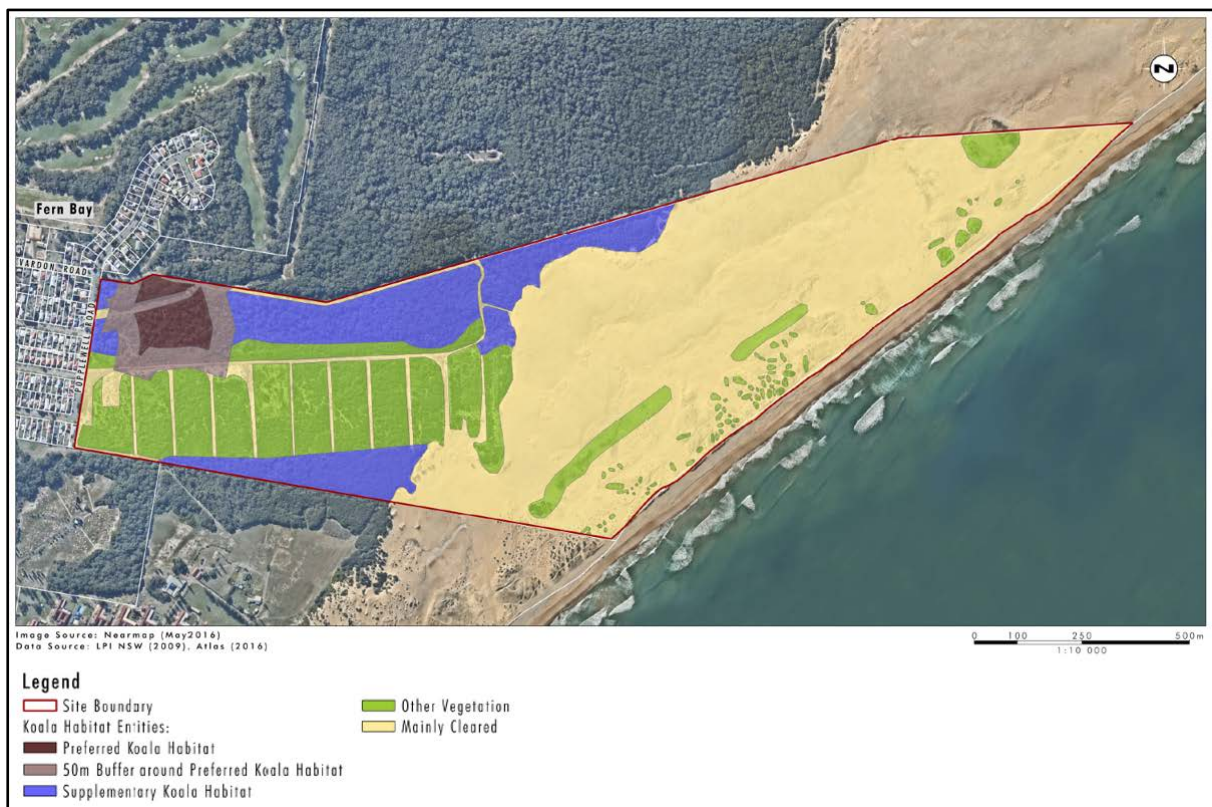 N
Fern Bay
VARDON ROAD
POPPLEWELL ROAD
Image Source: Nearmap (May2016)
Data Source: LPI NSW (2009), Atlas (2016)
0 100 250 500m
1:10 000
Legend
Site Boundary
Koala Habitat Entities:
Preferred Koala Habitat
50m Buffer around Preferred Koala Habitat
Supplementary Koala Habitat
Other Vegetation
Mainly Cleared